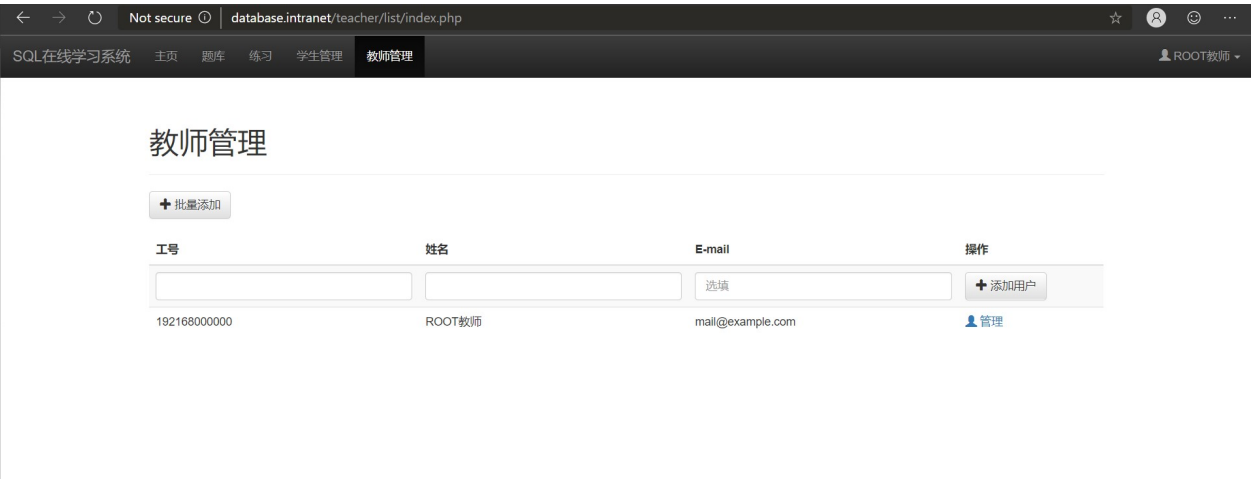 Not secure database.intranet/teacher/list/index.php
SQL在线学习系统 主页 题库 练习 学生管理 教师管理 ROOT教师
教师管理
批量添加
工号 姓名 E-mail 操作
选填 添加用户
192168000000 ROOT教师 mail@example.com 管理